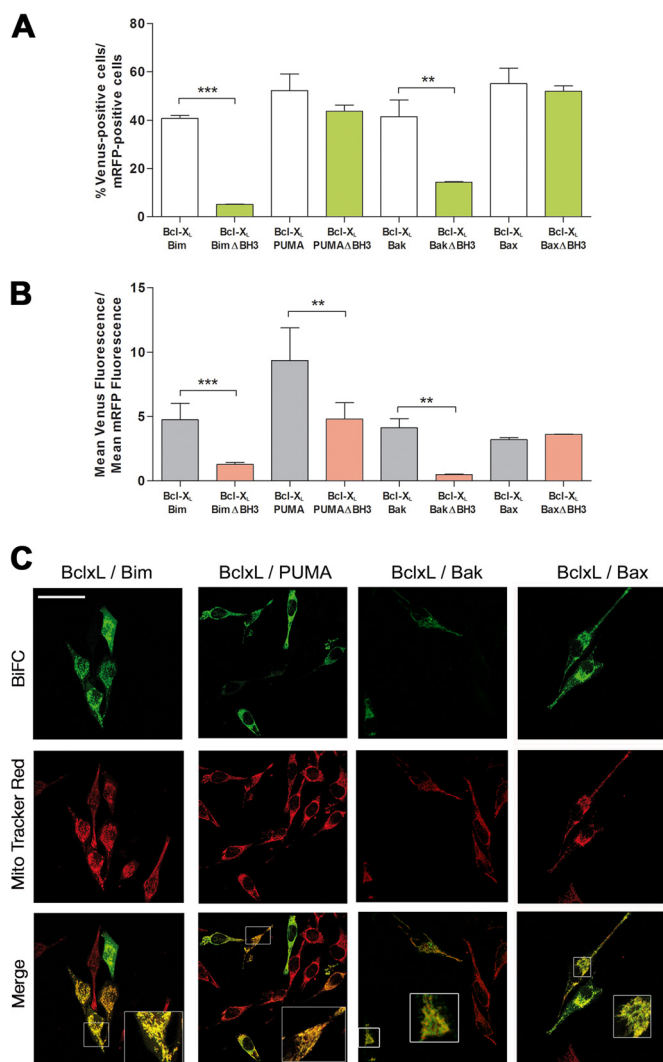 A
% Venus-positive cells/
mRFP-positive cells
80
60
40
20
0
***
**
Bcl-XL Bcl-XL Bcl-XL Bcl-XL Bcl-XL Bcl-XL Bcl-XL Bcl-XL
Bim BimΔBH3 PUMA PUMAΔBH3 Bak BakΔBH3 Bax BaxΔBH3
B
Mean Venus Fluorescence/
Mean mRFP Fluorescence
15
10
5
0
***
**
**
Bcl-XL Bcl-XL Bcl-XL Bcl-XL Bcl-XL Bcl-XL Bcl-XL Bcl-XL
Bim BimΔBH3 PUMA PUMAΔBH3 Bak BakΔBH3 Bax BaxΔBH3
C
BclxL / Bim BclxL / PUMA BclxL / Bak BclxL / Bax
BiFC
Mito Tracker Red
Merge